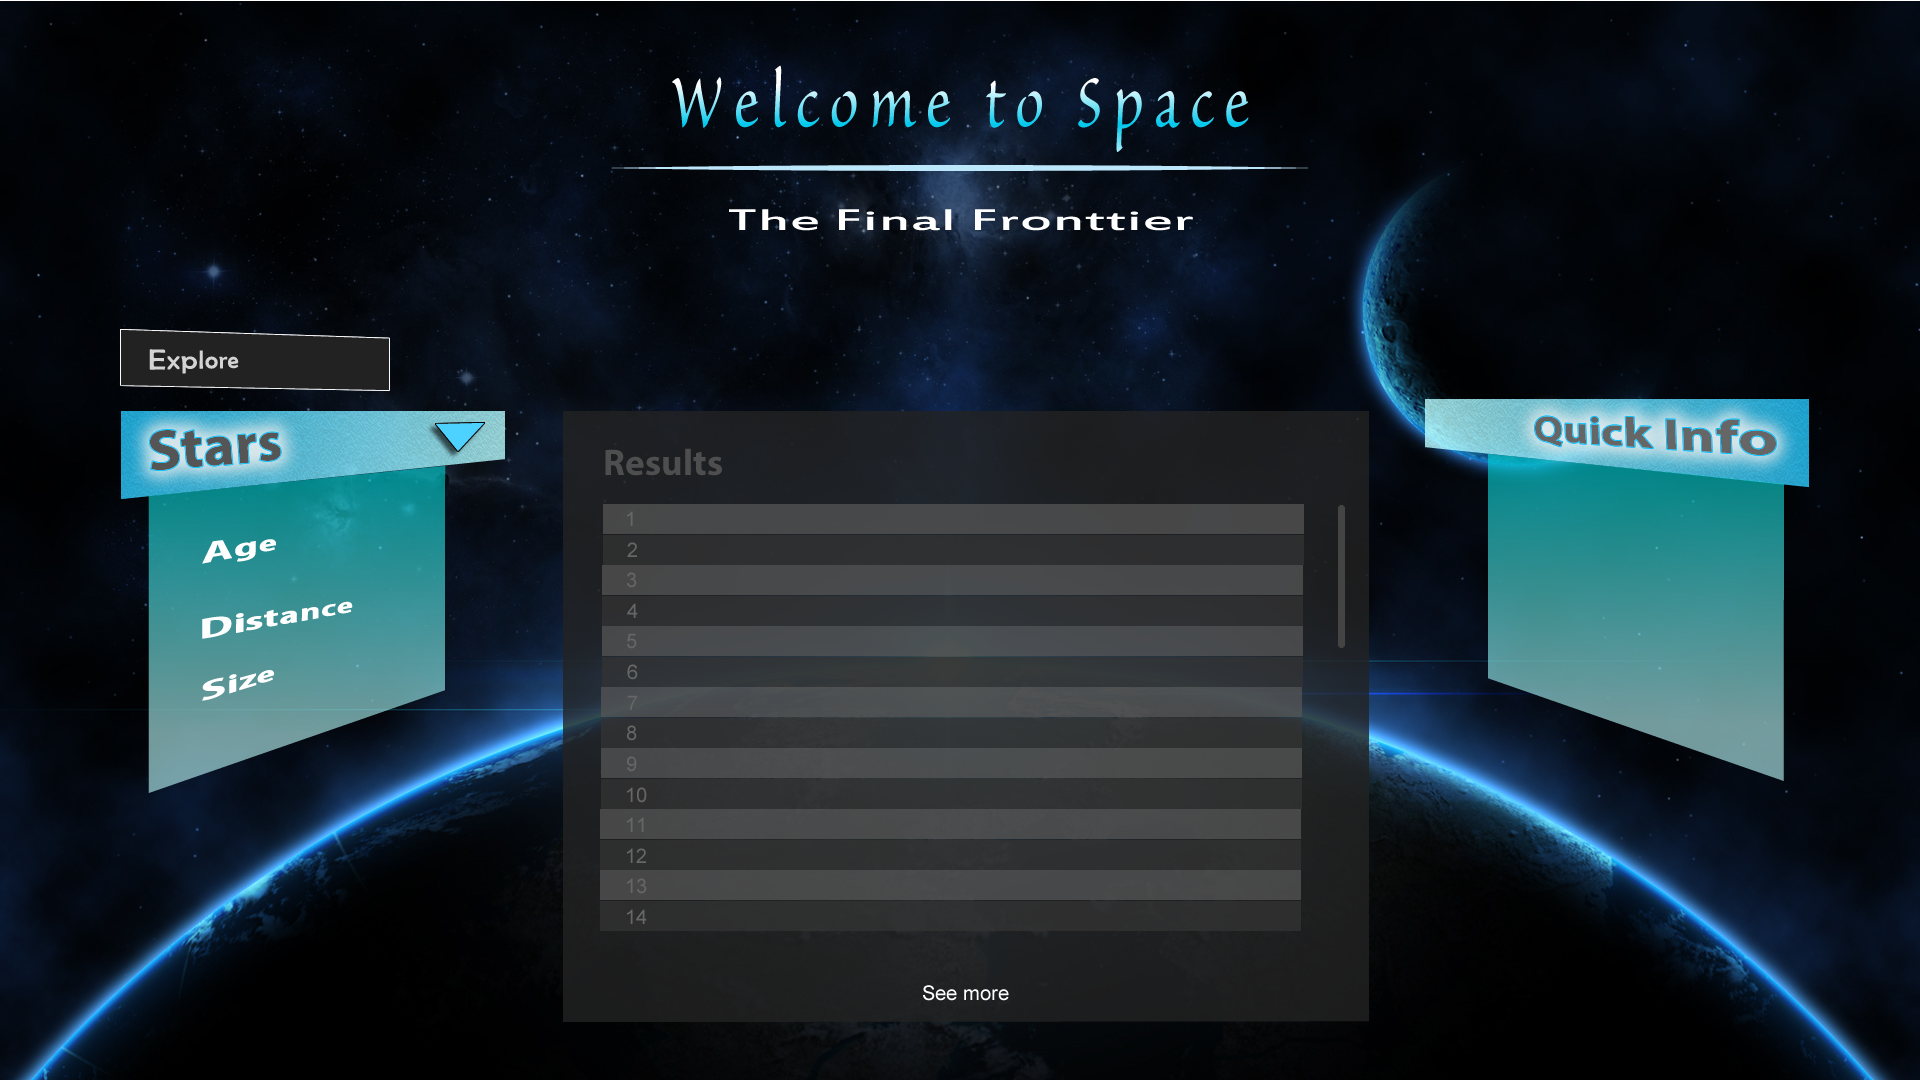 Welcome to Space
The Final Fronttier
Explore
Stars
Age
Distance
Size
Results
1
2
3
4
5
6
7
8
9
10
11
12
13
14
See more
Quick Info